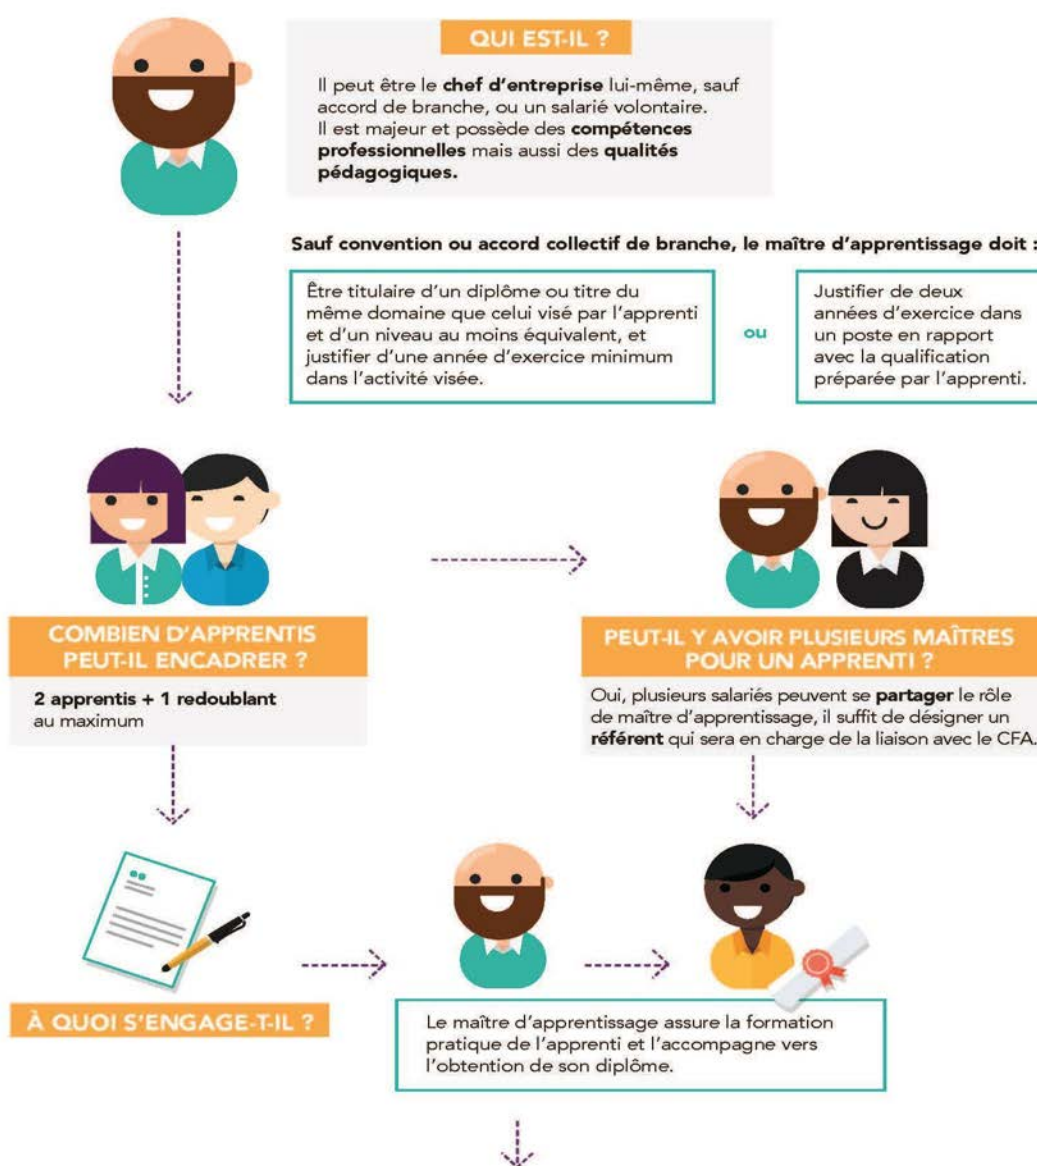 QUI EST-IL ?
Il peut être le chef d'entreprise lui-même, sauf
accord de branche, ou un salarié volontaire.
Il est majeur et possède des compétences
professionnelles mais aussi des qualités
pédagogiques.
Sauf convention ou accord collectif de branche, le maître d'apprentissage doit :
Être titulaire d'un diplôme ou titre du
même domaine que celui visé par l'apprenti
et d'un niveau au moins équivalent, et
justifier d'une année d'exercice minimum
dans l'activité visée.
ou
Justifier de deux
années d'exercice dans
un poste en rapport
avec la qualification
préparée par l'apprenti.
COMBIEN D'APPRENTIS
PEUT-IL ENCADRER ?
2 apprentis + 1 redoublant
au maximum
PEUT-IL Y AVOIR PLUSIEURS MAÎTRES
POUR UN APPRENTI ?
Oui, plusieurs salariés peuvent se partager le rôle
de maître d'apprentissage, il suffit de désigner un
référent qui sera en charge de la liaison avec le CFA.
À QUOI S'ENGAGE-T-IL ?
Le maître d'apprentissage assure la formation
pratique de l'apprenti et l'accompagne vers
l'obtention de son diplôme.